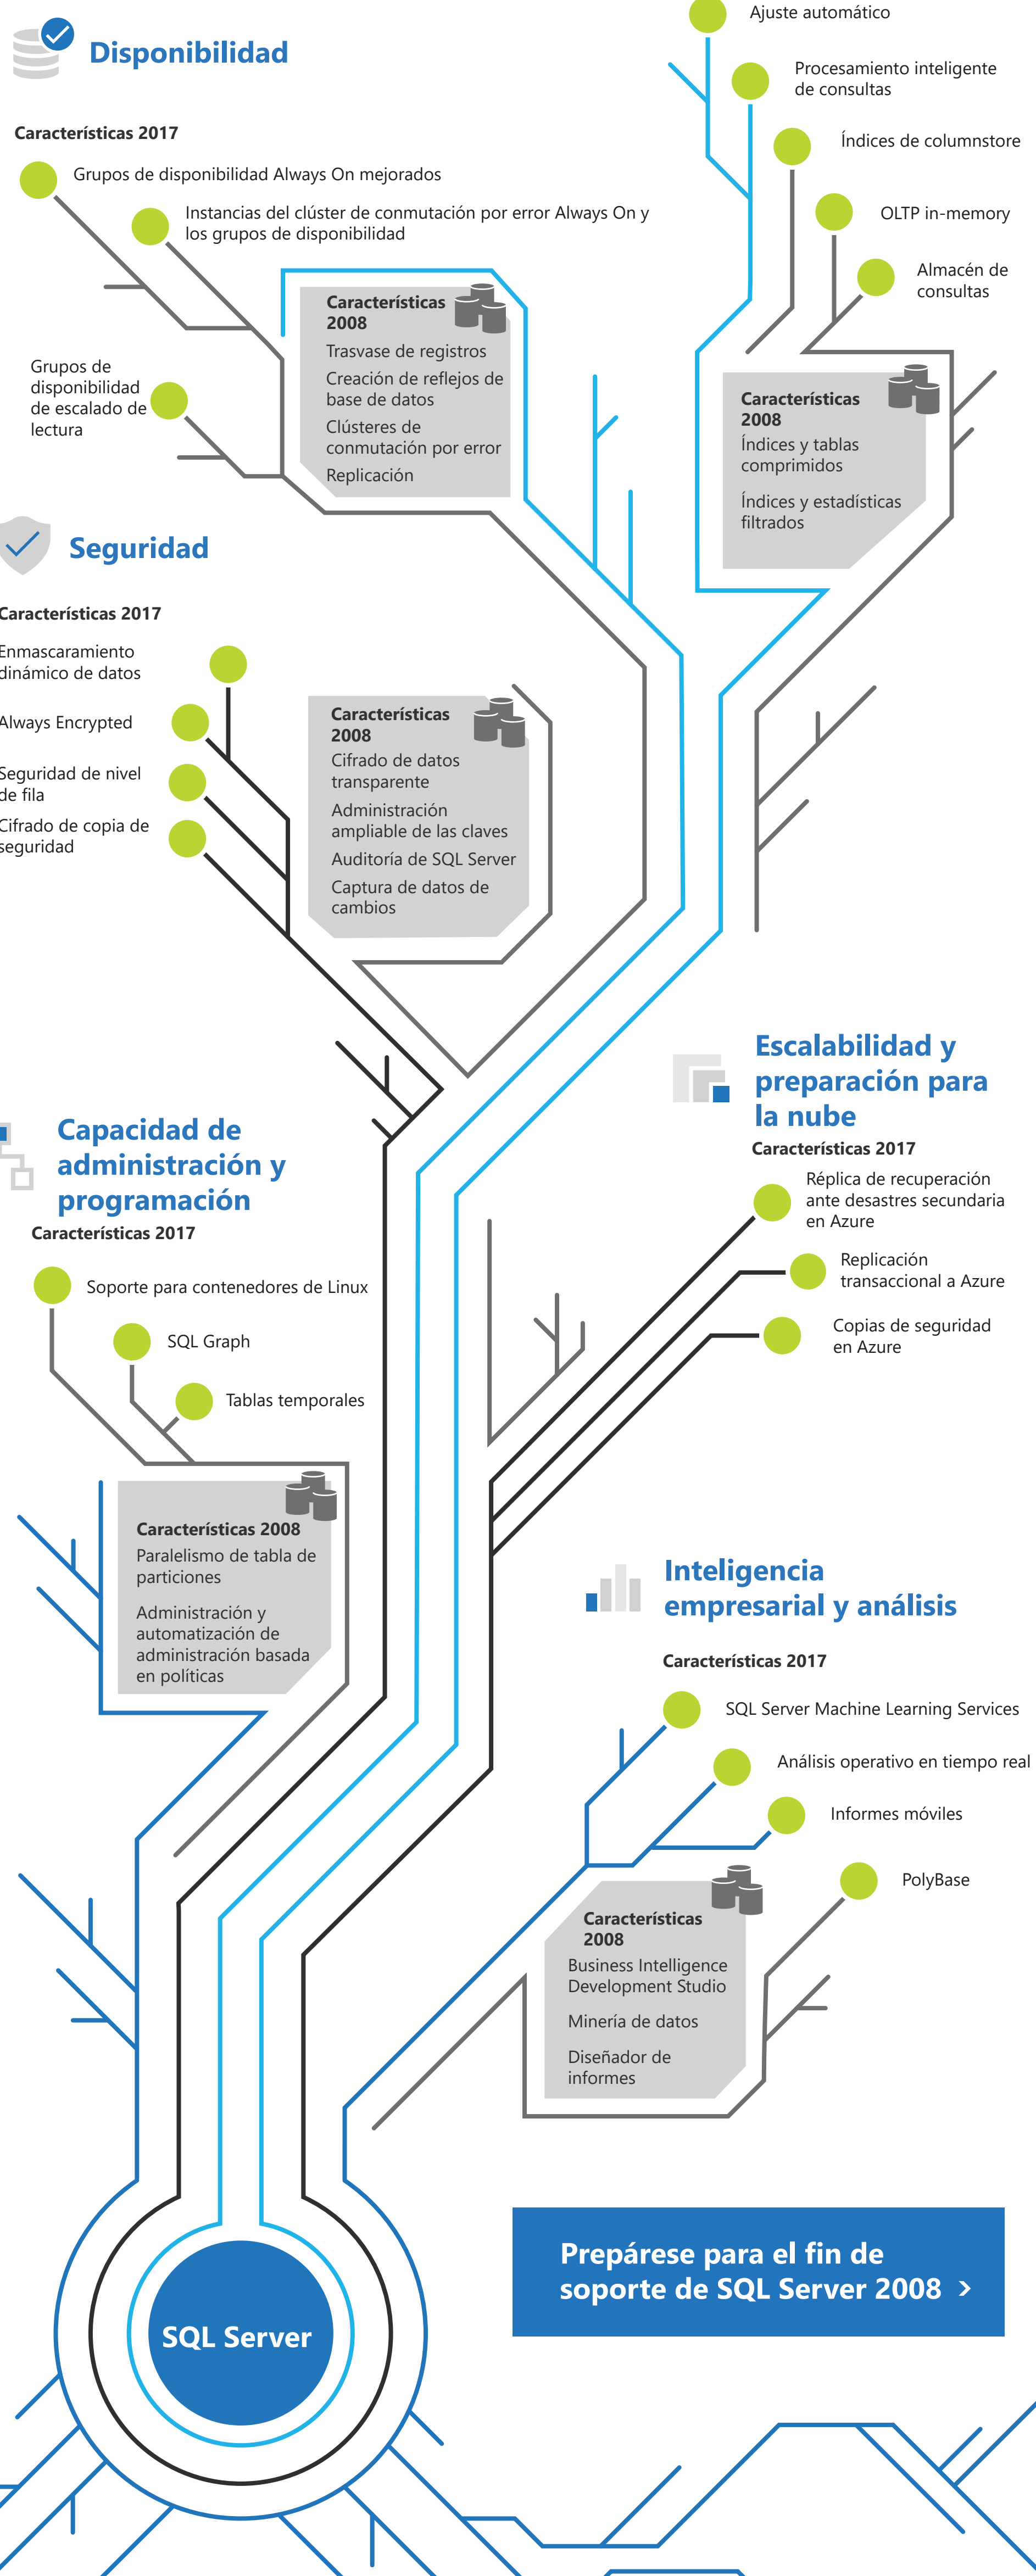 Disponibilidad
Características 2017
Grupos de disponibilidad Always On mejorados
Instancias del clúster de conmutación por error Always On y
los grupos de disponibilidad
Grupos de
disponibilidad
de escalado de
lectura
Características
2008
Trasvase de registros
Creación de reflejos de
base de datos
Clústeres de
conmutación por error
Replicación
Ajuste automático
Procesamiento inteligente
de consultas
Índices de columnstore
OLTP in-memory
Almacén de
consultas
Características
2008
Índices y tablas
comprimidos
Índices y estadísticas
filtrados
Seguridad
Características 2017
Enmascaramiento
dinámico de datos
Always Encrypted
Seguridad de nivel
de fila
Cifrado de copia de
seguridad
Características
2008
Cifrado de datos
transparente
Administración
ampliable de las claves
Auditoría de SQL Server
Captura de datos de
cambios
Escalabilidad y
preparación para
la nube
Características 2017
Réplica de recuperación
ante desastres secundaria
en Azure
Replicación
transaccional a Azure
Copias de seguridad
en Azure
Capacidad de
administración y
programación
Características 2017
Soporte para contenedores de Linux
SQL Graph
Tablas temporales
Características 2008
Paralelismo de tabla de
particiones
Administración y
automatización de
administración basada
en políticas
Inteligencia
empresarial y análisis
Características 2017
SQL Server Machine Learning Services
Análisis operativo en tiempo real
Informes móviles
PolyBase
Características
2008
Business Intelligence
Development Studio
Minería de datos
Diseñador de
informes
Prepárese para el fin de
soporte de SQL Server 2008 >
SQL Server